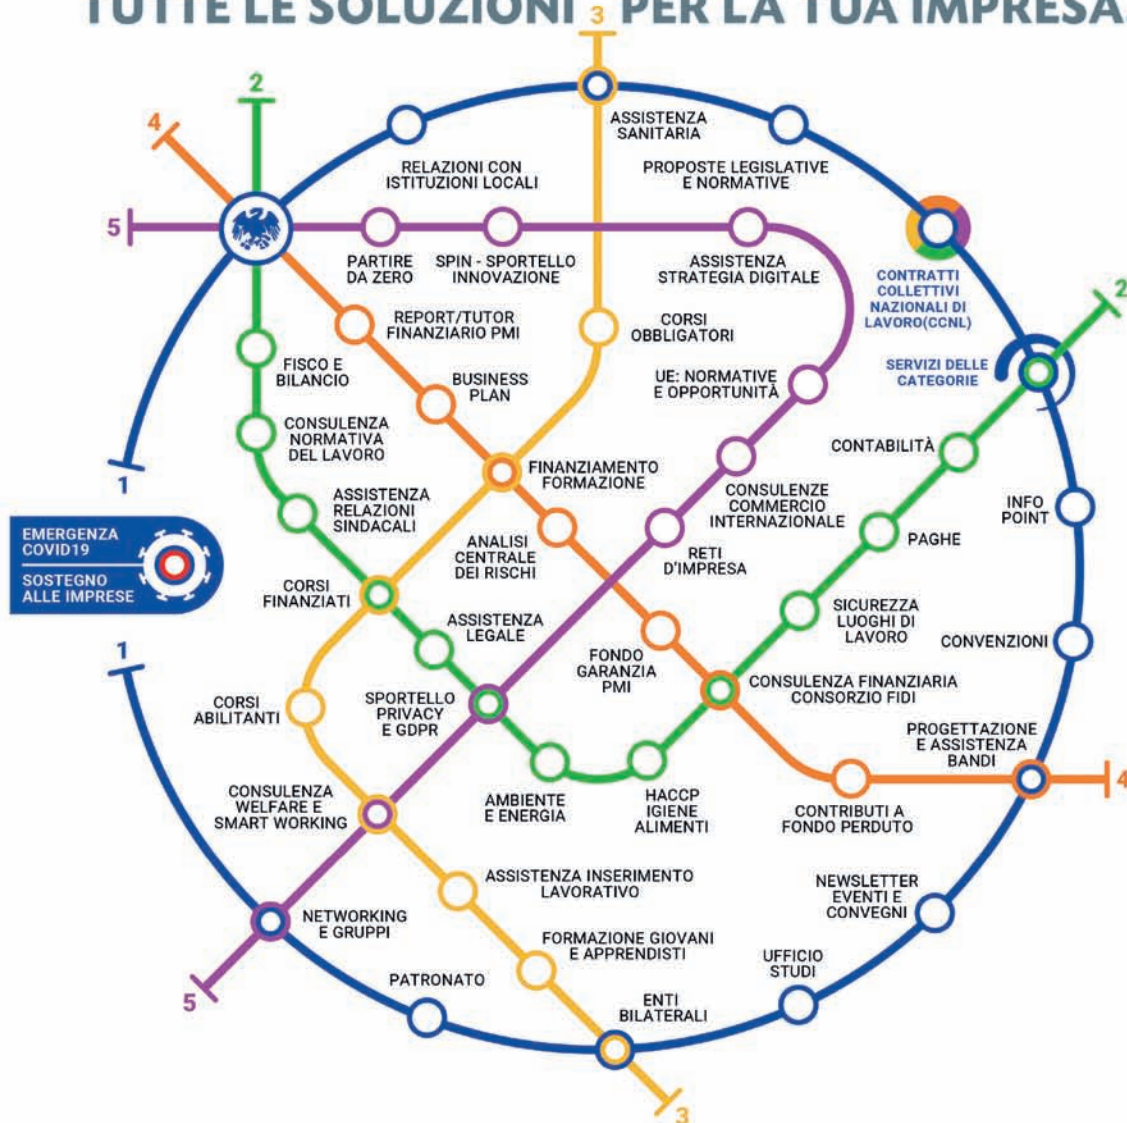 TUTTE LE SOLUZIONI PER LA TUA IMPRESA.
3
2
4
ASSISTENZA
SANITARIA
RELAZIONI CON
ISTITUZIONI LOCALI
PROPOSTE LEGISLATIVE
E NORMATIVE
5
PARTIRE
DA ZERO
SPIN - SPORTELLO
INNOVAZIONE
ASSISTENZA
STRATEGIA DIGITALE
CONTRATTI
COLLETTIVI
NAZIONALI DI
LAVORO(CCNL)
2
REPORT/TUTOR
FINANZIARIO PMI
CORSI
OBBLIGATORI
FISCO E
BILANCIO
BUSINESS
PLAN
UE: NORMATIVE
E OPPORTUNITÀ
SERVIZI DELLE
CATEGORIE
CONSULENZA
NORMATIVA
DEL LAVORO
CONTABILITÀ
1
FINANZIAMENTO
FORMAZIONE
CONSULENZE
COMMERCIO
INTERNAZIONALE
ASSISTENZA
RELAZIONI
SINDACALI
INFO
POINT
EMERGENZA
COVID19
SOSTEGNO
ALLE IMPRESE
ANALISI
CENTRALE
DEI RISCHI
RETI
D'IMPRESA
PAGHE
CORSI
FINANZIATI
ASSISTENZA
LEGALE
SICUREZZA
LUOGHI DI
LAVORO
CONVENZIONI
1
FONDO
GARANZIA
PMI
CORSI
ABILITANTI
SPORTELLO
PRIVACY
E GDPR
CONSULENZA FINANZIARIA
CONSORZIO FIDI
PROGETTAZIONE
E ASSISTENZA
BANDI
4
CONSULENZA
WELFARE E
SMART WORKING
AMBIENTE
E ENERGIA
HACCP
IGIENE
ALIMENTI
CONTRIBUTI A
FONDO PERDUTO
ASSISTENZA INSERIMENTO
LAVORATIVO
NEWSLETTER
EVENTI E
CONVEGNI
NETWORKING
E GRUPPI
FORMAZIONE GIOVANI
E APPRENDISTI
UFFICIO
STUDI
5
PATRONATO
ENTI
BILATERALI
3